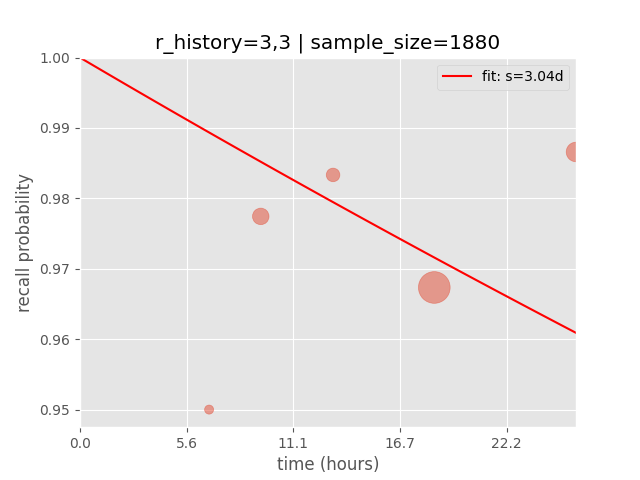 r_history=3,3 | sample_size=1880
fit: s=3.04d
1.00
0.99
0.98
0.97
0.96
0.95
recall probability
0.0
5.6
11.1
16.7
22.2
time (hours)